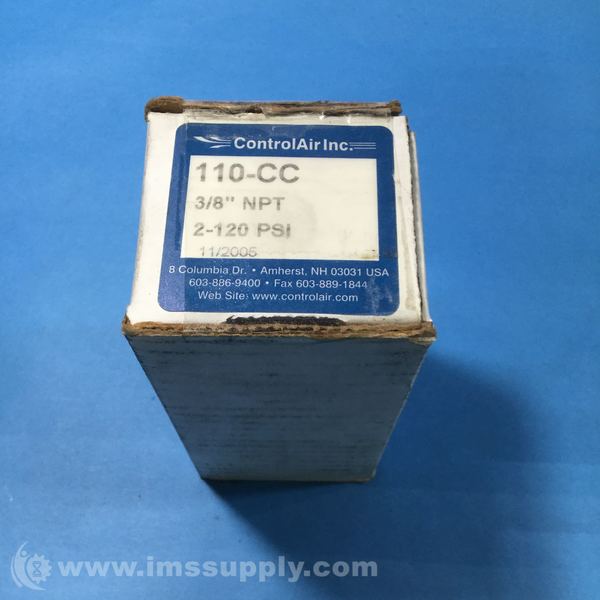 ControlAir Inc.
110-CC
3/8" NPT
2-120 PSI
11/2005
8 Columbia Dr. • Amherst, NH 03031 USA
603-886-9400 • Fax 603-889-1844
Web Site: www.controlair.com
www.imssupply.com